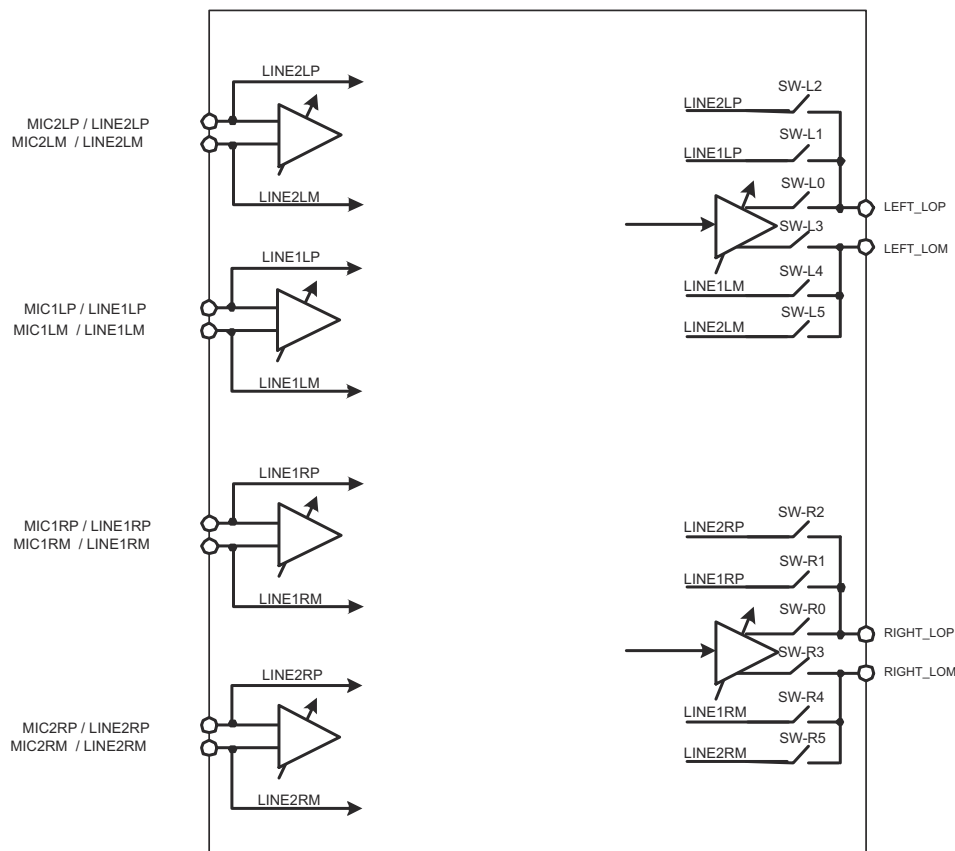 LINE2LP
MIC2LP / LINE2LP
MIC2LM / LINE2LM
LINE2LM
LINE1LP
MIC1LP / LINE1LP
MIC1LM / LINE1LM
LINE1LM
LINE1RP
MIC1RP / LINE1RP
MIC1RM / LINE1RM
LINE1RM
LINE2RP
MIC2RP / LINE2RP
MIC2RM / LINE2RM
LINE2RM
SW-L2
LINE2LP
SW-L1
LINE1LP
SW-L0
LEFT_LOP
SW-L3
LEFT_LOM
SW-L4
LINE1LM
SW-L5
LINE2LM
SW-R2
LINE2RP
SW-R1
LINE1RP
SW-R0
RIGHT_LOP
SW-R3
RIGHT_LOM
SW-R4
LINE1RM
SW-R5
LINE2RM